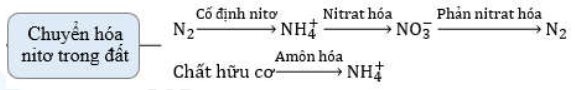 Chuyển hóa
nitơ trong đất
N₂ —Cố định nitơ→ NH₄⁺ —Nitrat hóa→ NO₃⁻ —Phản nitrat hóa→ N₂
Chất hữu cơ —Amôn hóa→ NH₄⁺